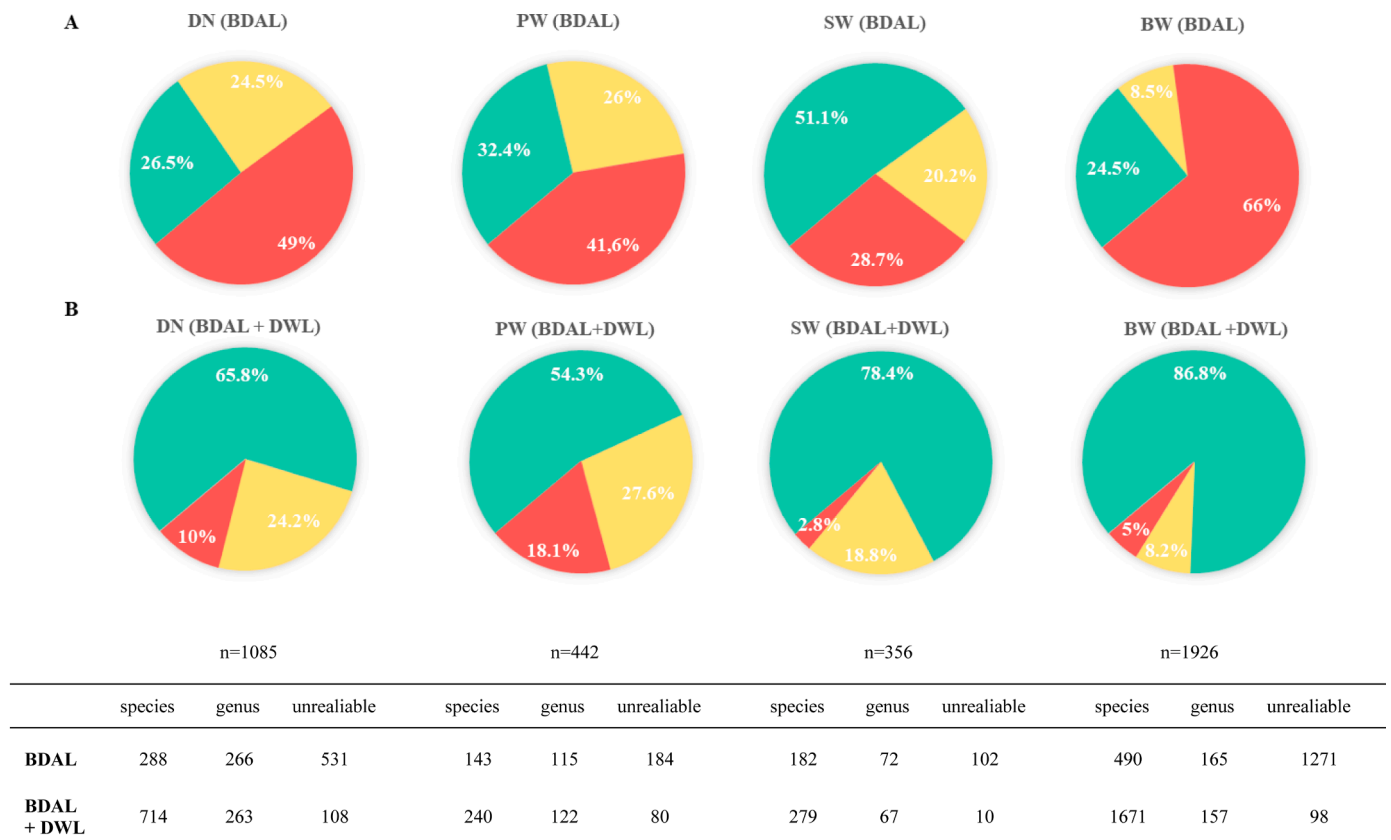 A
DN (BDAL) PW (BDAL) SW (BDAL) BW (BDAL)
24.5% 26.5% 49%
26% 32.4% 41,6%
51.1% 20.2% 28.7%
8.5% 24.5% 66%
B
DN (BDAL + DWL) PW (BDAL+DWL) SW (BDAL+DWL) BW (BDAL +DWL)
65.8% 10% 24.2%
54.3% 27.6% 18.1%
78.4% 2.8% 18.8%
86.8% 5% 8.2%
n=1085 n=442 n=356 n=1926
species genus unrealiable species genus unrealiable species genus unrealiable species genus unrealiable
BDAL 288 266 531 143 115 184 182 72 102 490 165 1271
BDAL
+ DWL 714 263 108 240 122 80 279 67 10 1671 157 98